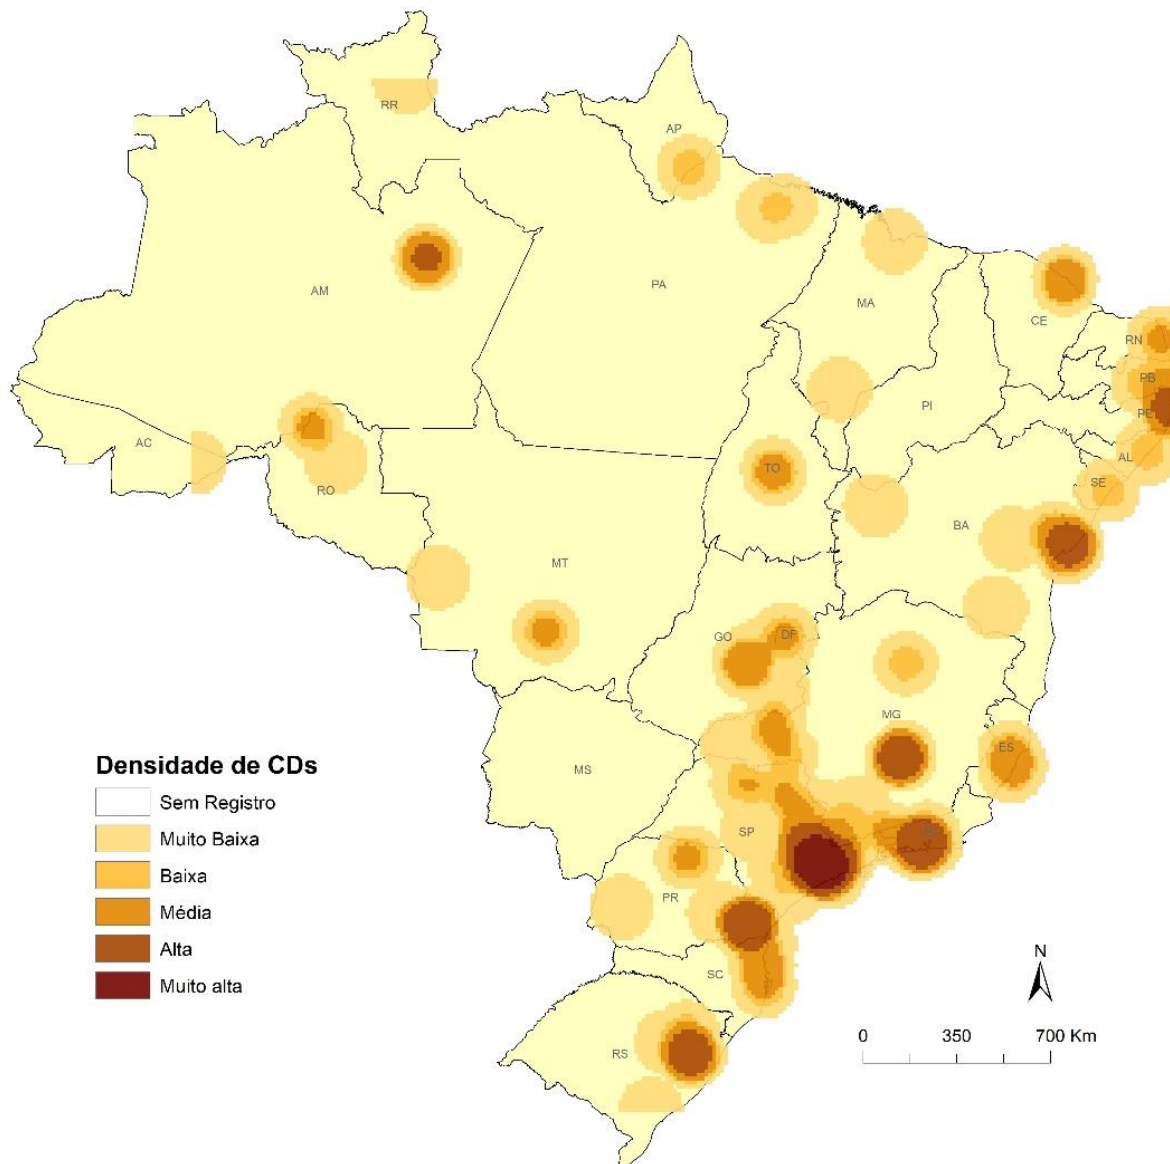 RR
AP
AM
PA
MA
CE
RN
PB
PE
PI
AC
AL
TO
SE
RO
BA
MT
GO
DF
MG
ES
MS
Densidade de CDs
Sem Registro
Muito Baixa
SP
RJ
Baixa
PR
Média
Alta
N
SC
Muito alta
0 350 700 Km
RS